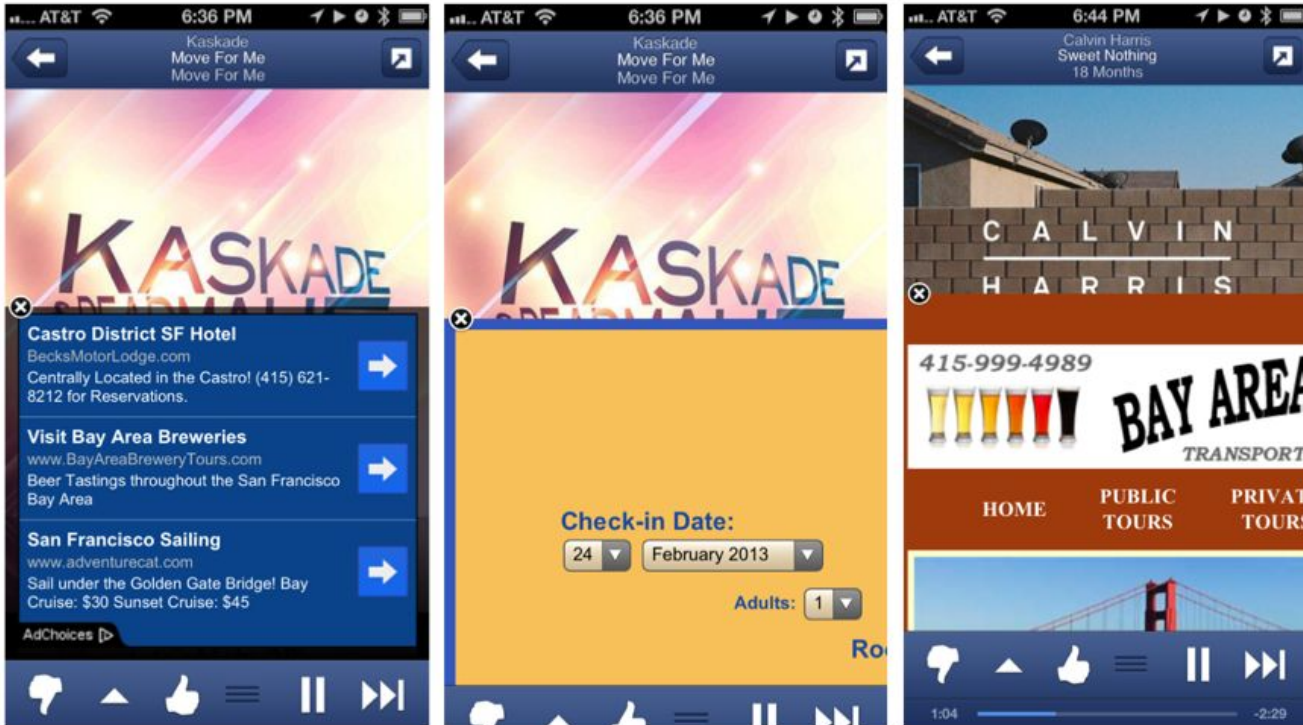 AT&T 6:36 PM
Kaskade
Move For Me
Move For Me
KASKADE
Castro District SF Hotel
BecksMotorLodge.com
Centrally Located in the Castro! (415) 621-
8212 for Reservations.
Visit Bay Area Breweries
www.BayAreaBreweryTours.com
Beer Tastings throughout the San Francisco
Bay Area
San Francisco Sailing
www.adventurecat.com
Sail under the Golden Gate Bridge! Bay
Cruise: $30 Sunset Cruise: $45
AdChoices
AT&T 6:36 PM
Kaskade
Move For Me
Move For Me
KASKADE
Check-in Date:
24 February 2013
Adults: 1
Roo
AT&T 6:44 PM
Calvin Harris
Sweet Nothing
18 Months
CALVIN
HARRIS
415-999-4989
BAY AREA
TRANSPORT
HOME PUBLIC TOURS PRIVAT TOURS
1:04 -2:29